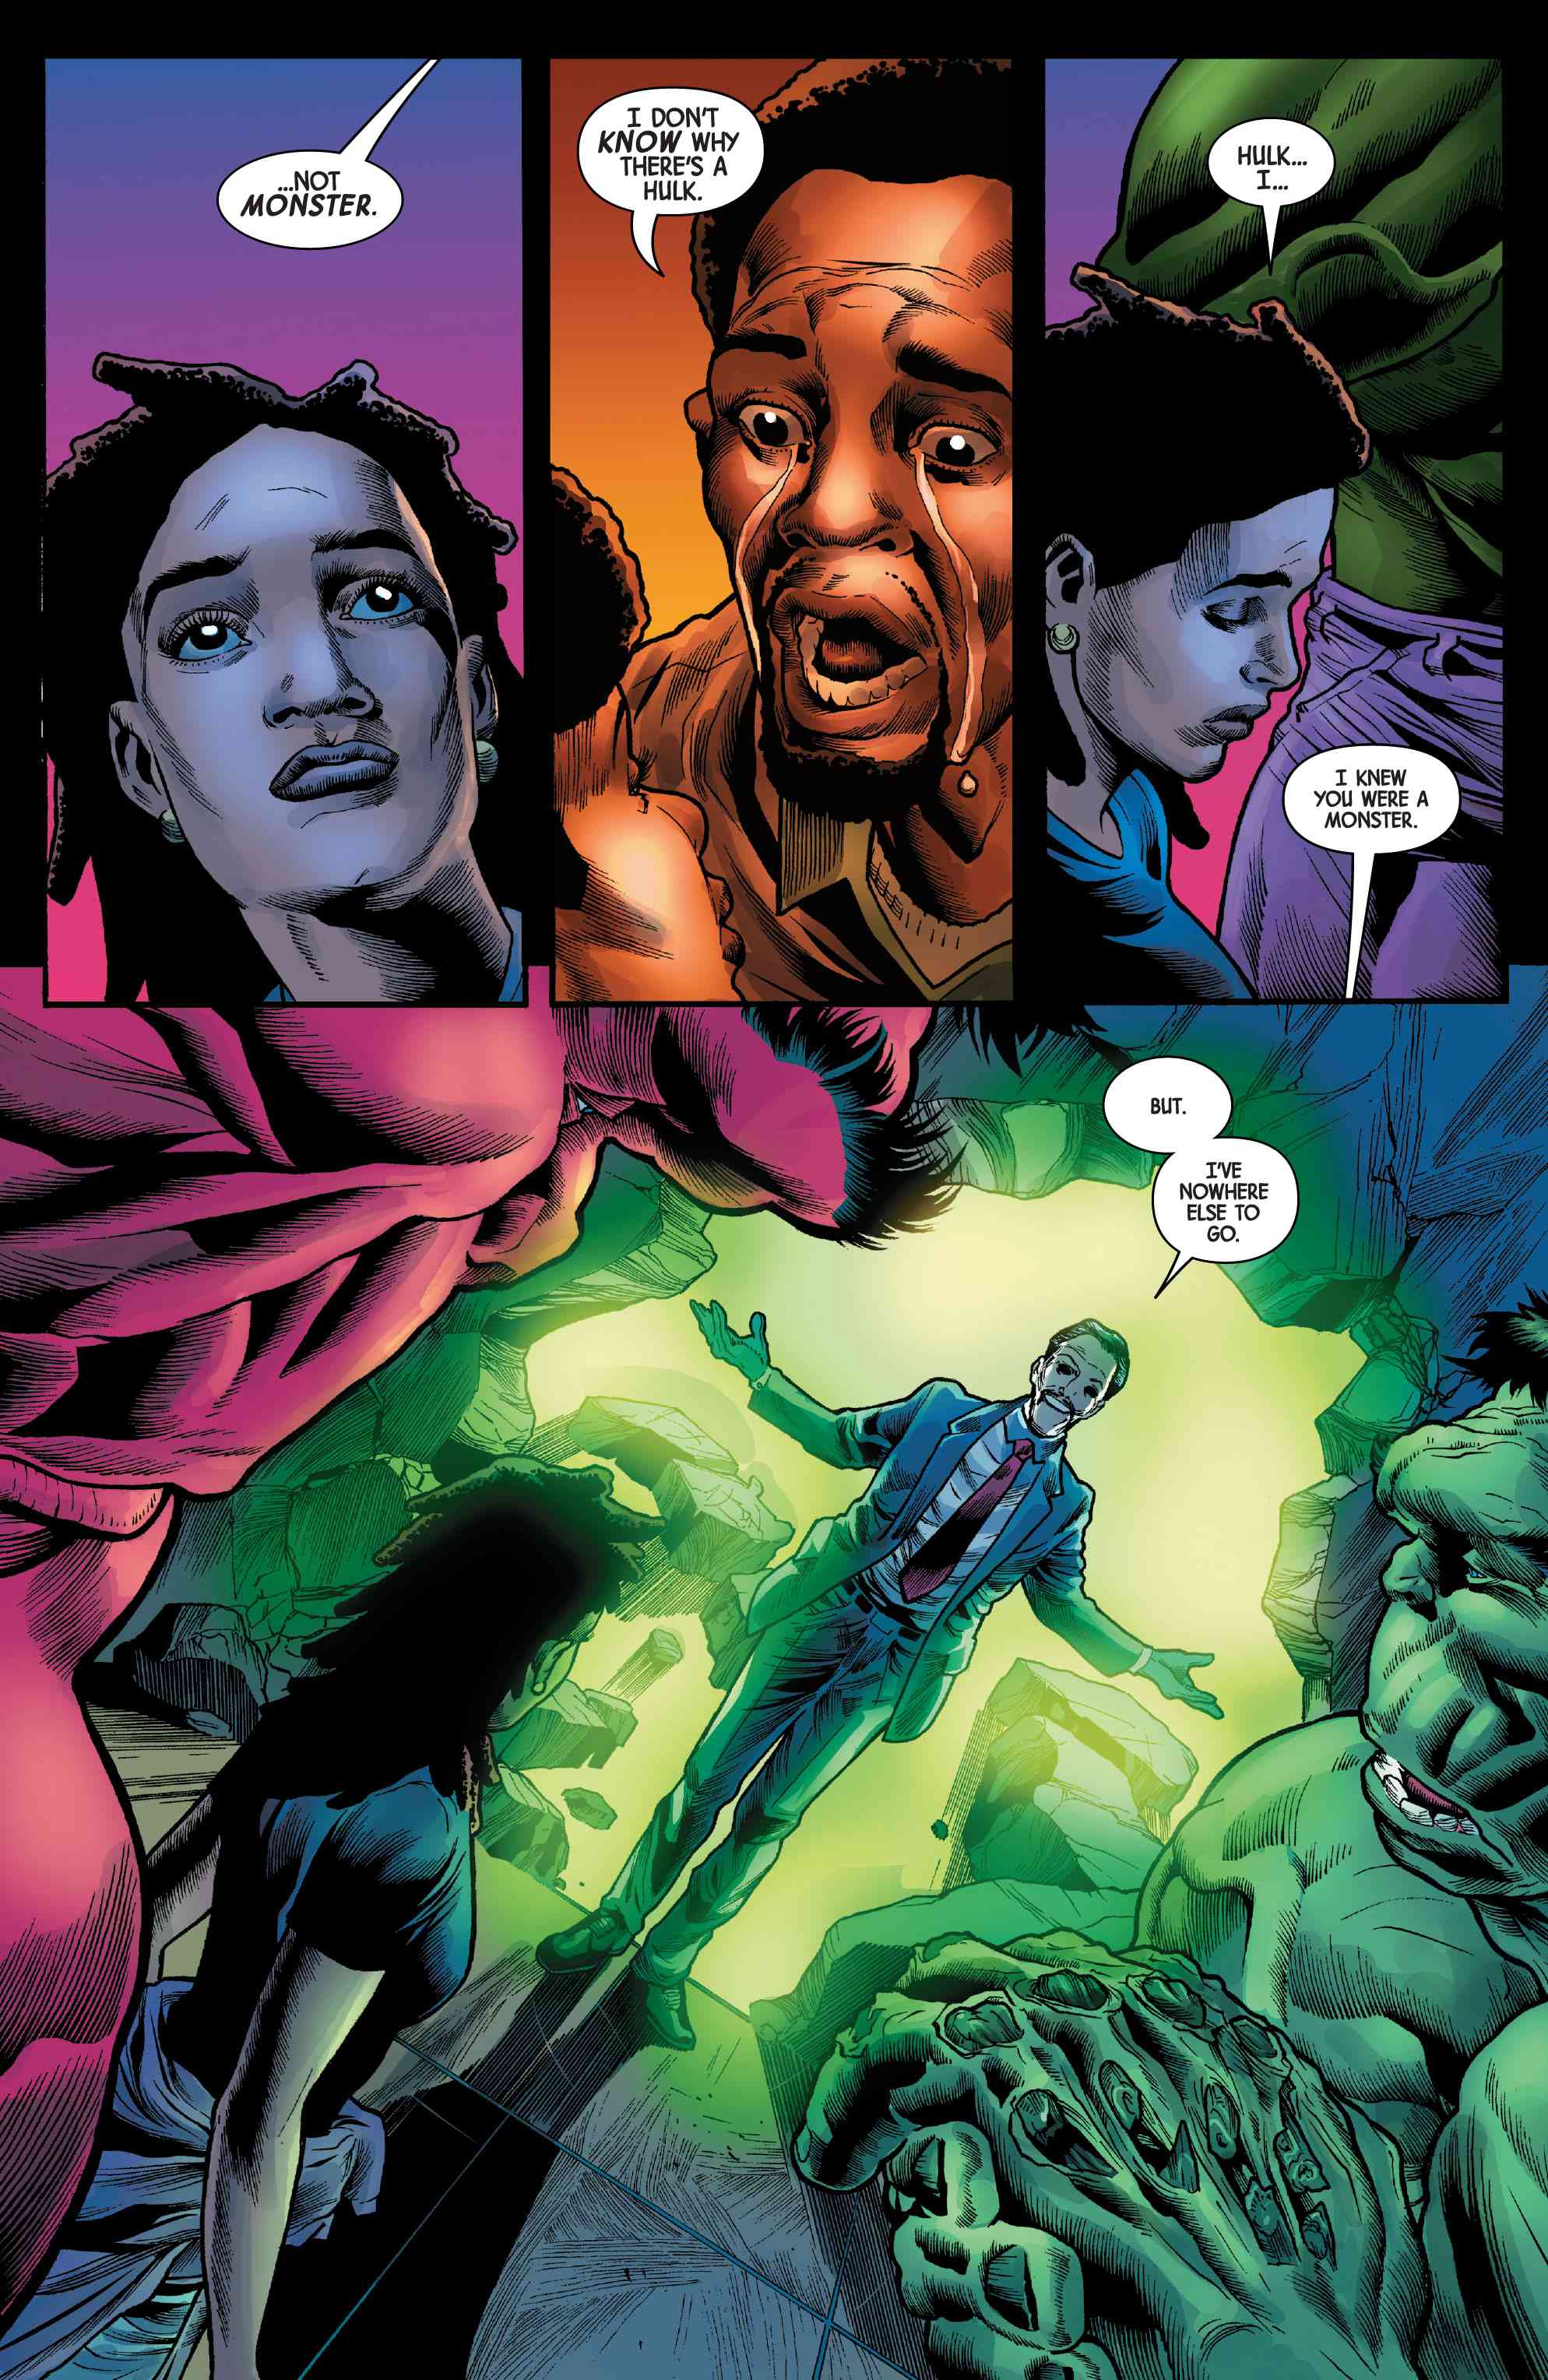 ...NOT
MONSTER.
I DON'T
KNOW WHY
THERE'S A
HULK.
HULK...
I...
I KNEW
YOU WERE A
MONSTER.
BUT.
I'VE
NOWHERE
ELSE TO
GO.